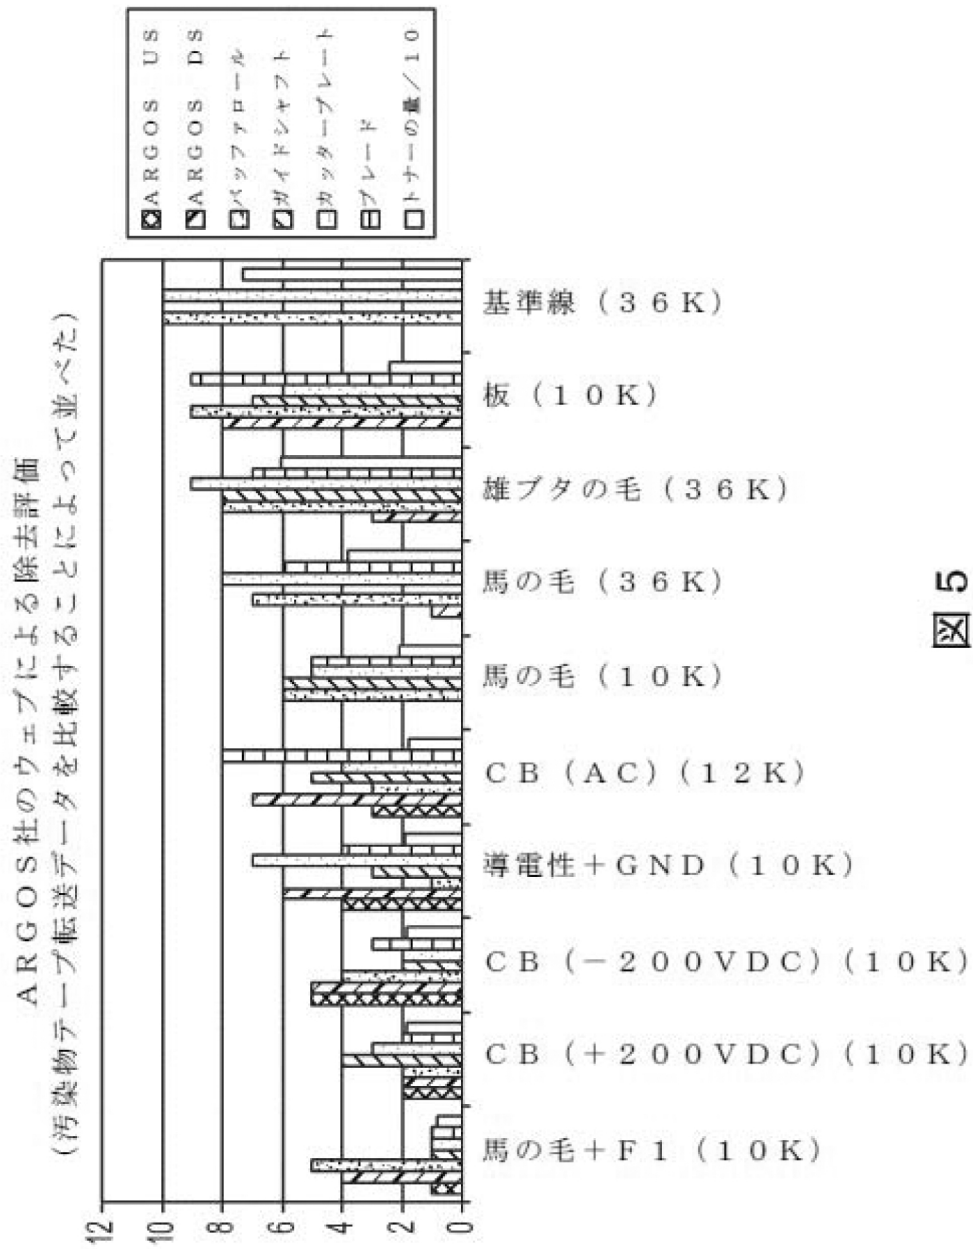 ARGOS社のウェブによる除去評価
(汚染物テープ転送データを比較することによって並べた)
12
10
8
6
4
2
0
馬の毛+F1 (10K)
CB (+200VDC) (10K)
CB (-200VDC) (10K)
導電性+GND (10K)
CB (AC) (12K)
馬の毛 (10K)
馬の毛 (36K)
雄ブタの毛 (36K)
板 (10K)
基準線 (36K)
ARGOS US
ARGOS DS
バッファロール
ガイドシャフト
カッタープレート
ブレード
トナーの量/10
図5